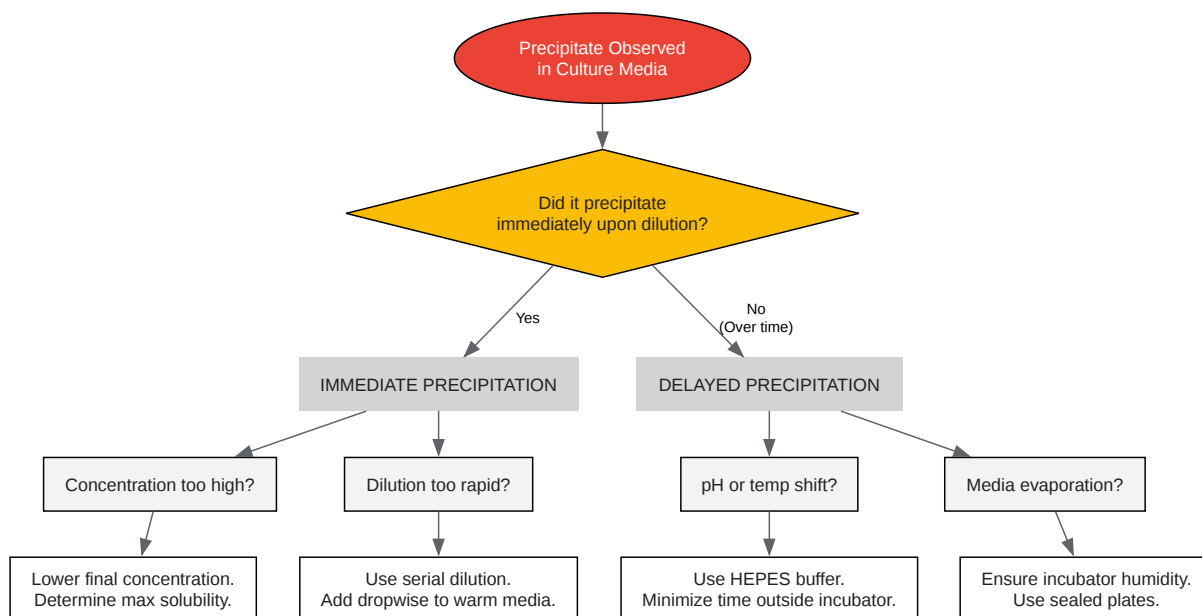 Precipitate Observed
in Culture Media
Did it precipitate
immediately upon dilution?
Yes
No
(Over time)
IMMEDIATE PRECIPITATION
DELAYED PRECIPITATION
Concentration too high?
Dilution too rapid?
pH or temp shift?
Media evaporation?
Lower final concentration.
Determine max solubility.
Use serial dilution.
Add dropwise to warm media.
Use HEPES buffer.
Minimize time outside incubator.
Ensure incubator humidity.
Use sealed plates.